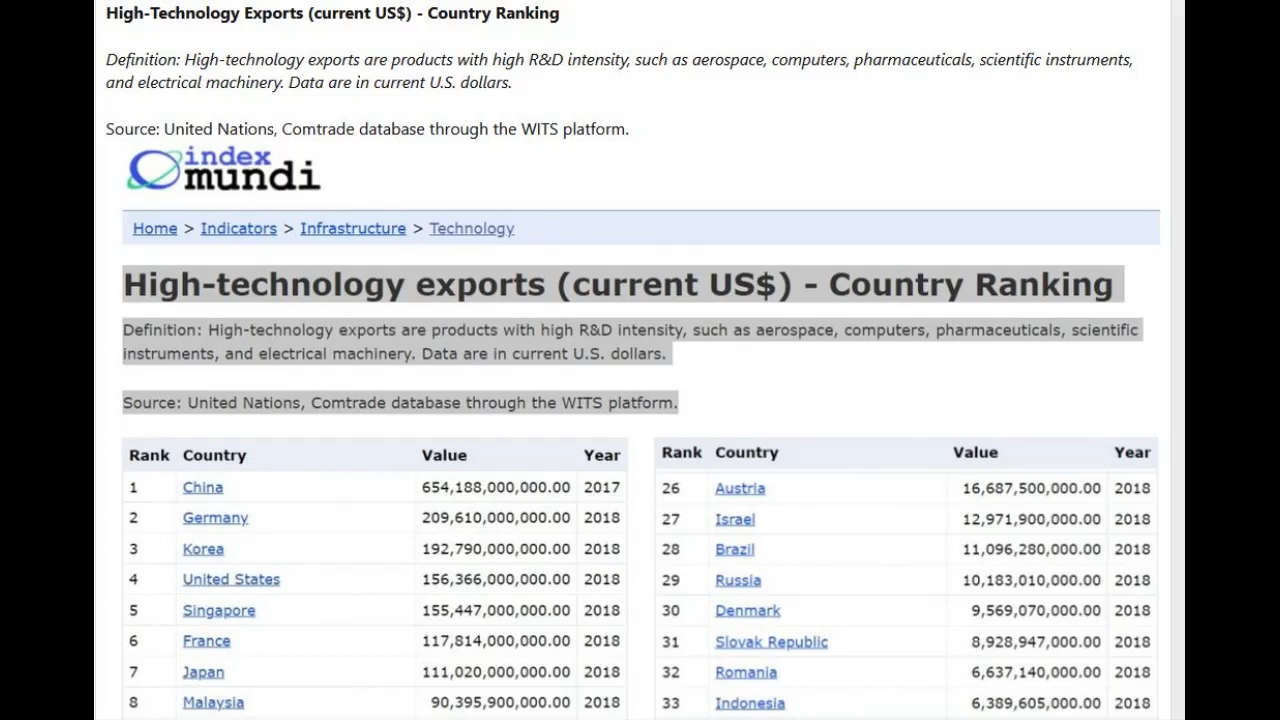 High-Technology Exports (current US$) - Country Ranking
Definition: High-technology exports are products with high R&D intensity, such as aerospace, computers, pharmaceuticals, scientific instruments,
and electrical machinery. Data are in current U.S. dollars.
Source: United Nations, Comtrade database through the WITS platform.
index
mundi
Home > Indicators > Infrastructure > Technology
High-technology exports (current US$) - Country Ranking
Definition: High-technology exports are products with high R&D intensity, such as aerospace, computers, pharmaceuticals, scientific
instruments, and electrical machinery. Data are in current U.S. dollars.
Source: United Nations, Comtrade database through the WITS platform.
Rank Country Value Year
1 China 654,188,000,000.00 2017
2 Germany 209,610,000,000.00 2018
3 Korea 192,790,000,000.00 2018
4 United States 156,366,000,000.00 2018
5 Singapore 155,447,000,000.00 2018
6 France 117,814,000,000.00 2018
7 Japan 111,020,000,000.00 2018
8 Malaysia 90,395,900,000.00 2018
Rank Country Value Year
26 Austria 16,687,500,000.00 2018
27 Israel 12,971,900,000.00 2018
28 Brazil 11,096,280,000.00 2018
29 Russia 10,183,010,000.00 2018
30 Denmark 9,569,070,000.00 2018
31 Slovak Republic 8,928,947,000.00 2018
32 Romania 6,637,140,000.00 2018
33 Indonesia 6,389,605,000.00 2018